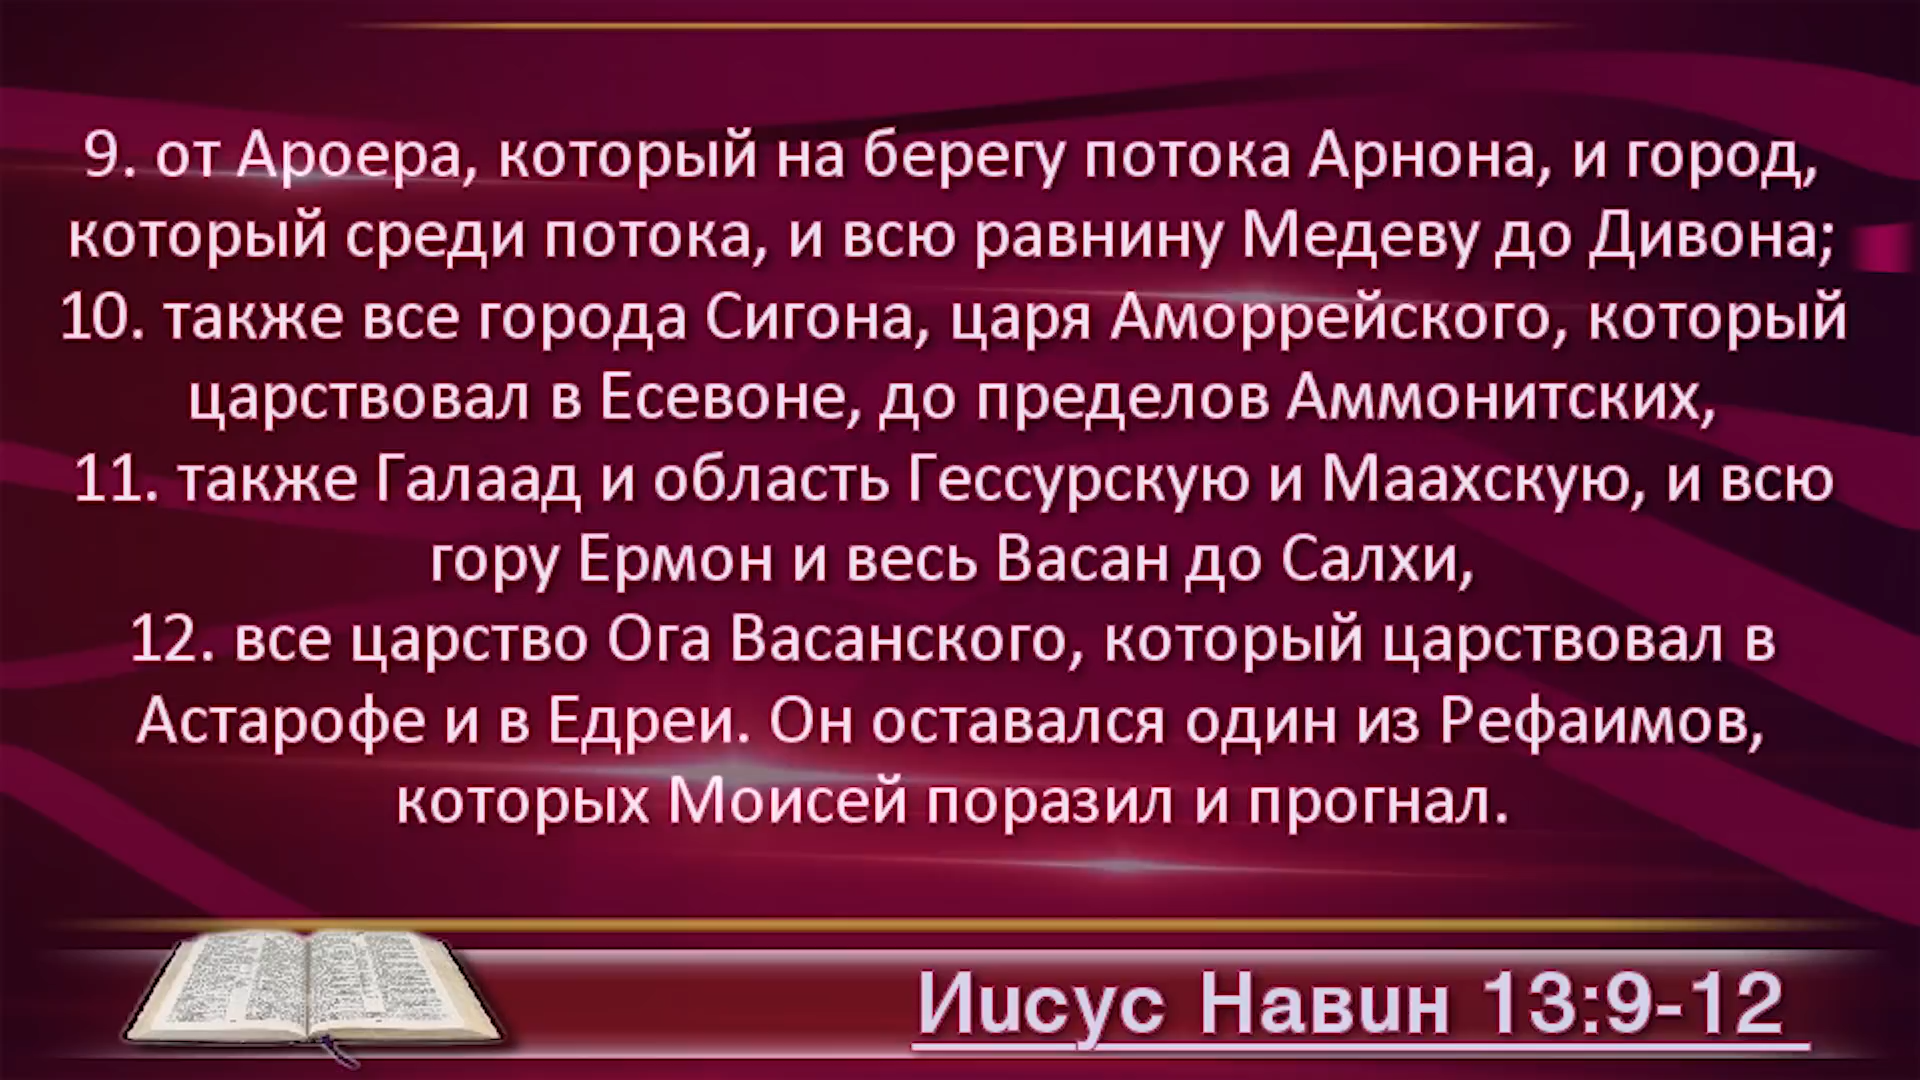 9. от Ароера, который на берегу потока Арнона, и город,
который среди потока, и всю равнину Медеву до Дивона;
10. также все города Сигона, царя Аморрейского, который
царствовал в Есевоне, до пределов Аммонитских,
11. также Галаад и область Гессурскую и Маахскую, и всю
гору Ермон и весь Васан до Салхи,
12. все царство Ога Васанского, который царствовал в
Астарофе и в Едреи. Он оставался один из Рефаимов,
которых Моисей поразил и прогнал.
Иисус Навин 13:9-12